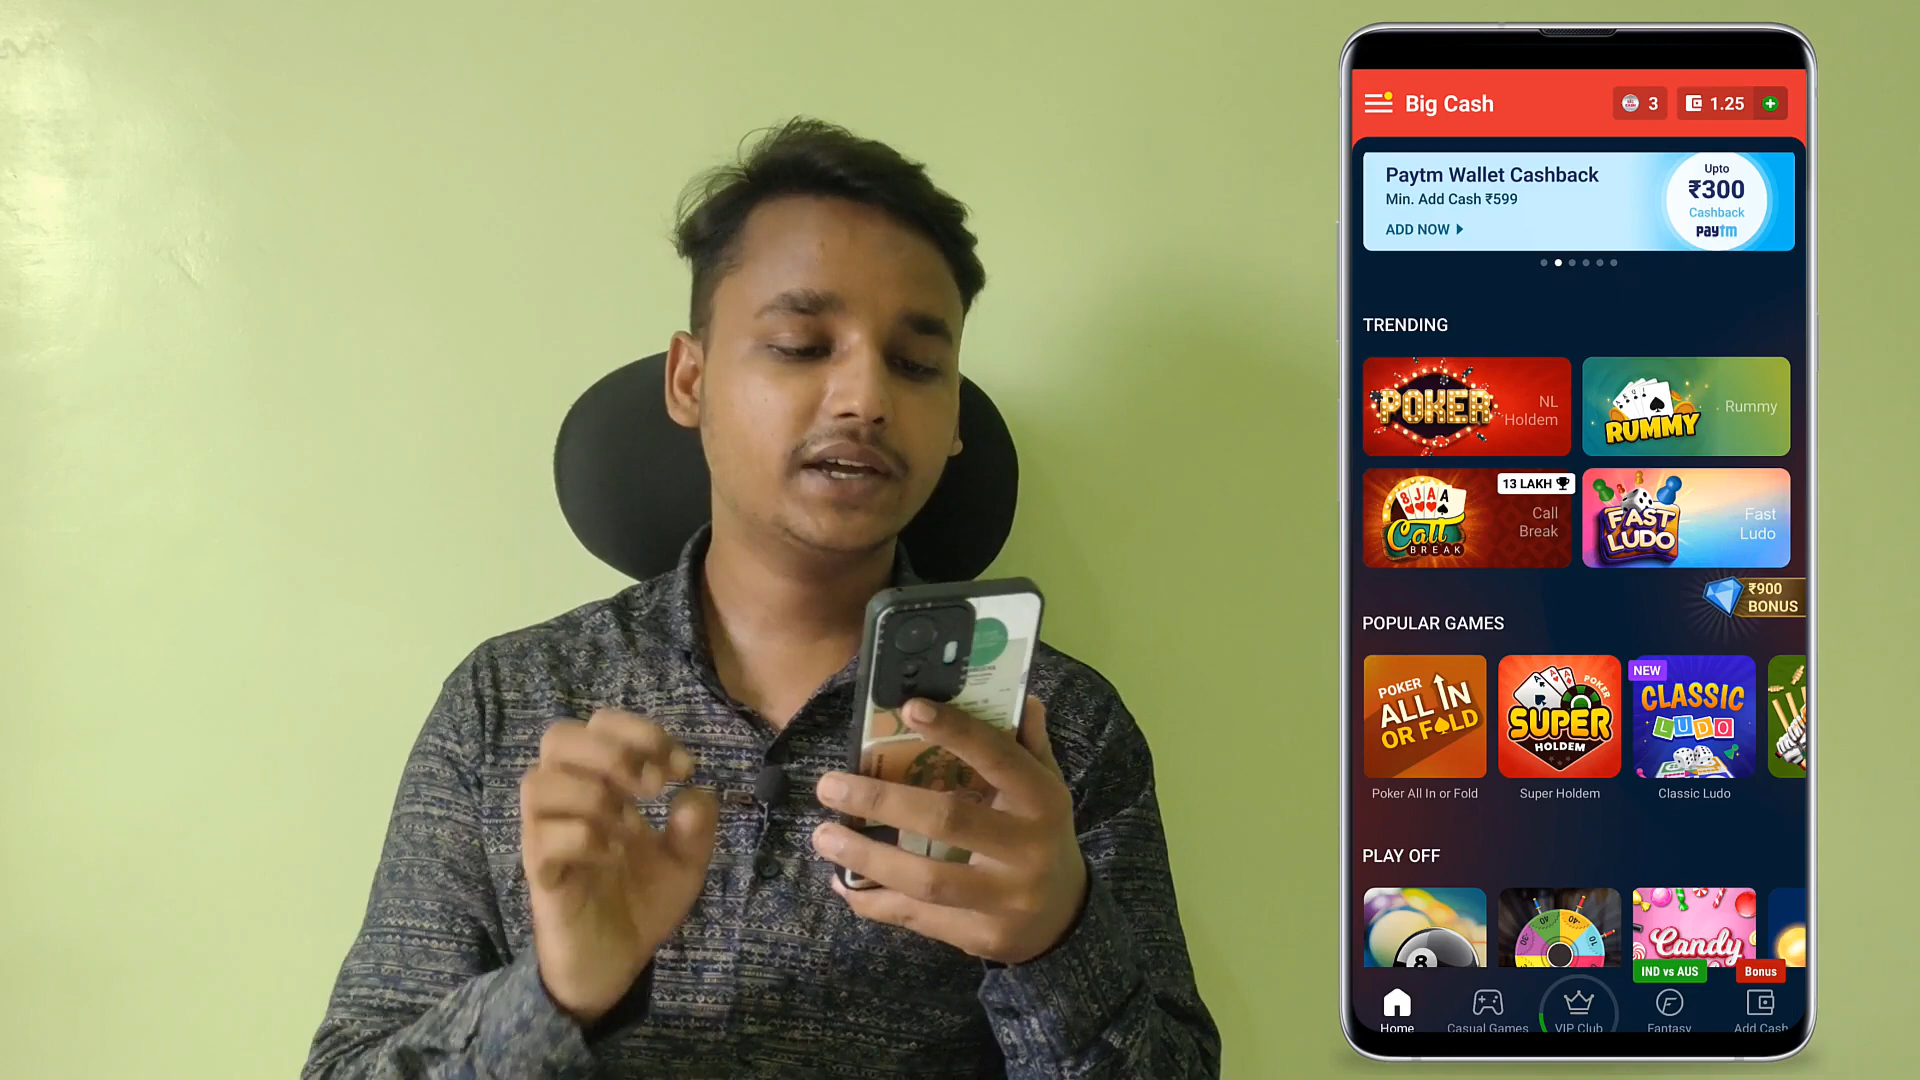 Big Cash
3
1.25
Paytm Wallet Cashback
Min. Add Cash ₹599
ADD NOW
Upto
₹300
Cashback
paytm
TRENDING
POKER
NL
Holdem
RUMMY
Rummy
Call
BREAK
13 LAKH
Call
Break
FAST
LUDO
Fast
Ludo
₹900
BONUS
POPULAR GAMES
POKER
ALL IN
OR FOLD
POKER
SUPER
HOLDEM
NEW
CLASSIC
LUDO
Poker All In or Fold
Super Holdem
Classic Ludo
PLAY OFF
8
Candy
IND vs AUS
Bonus
Home
Casual Games
VIP Club
Fantasy
Add Cash